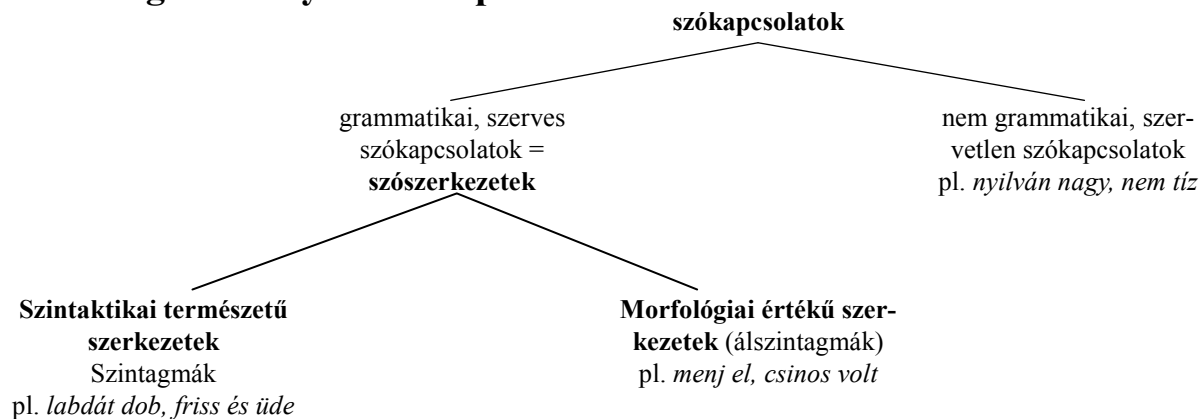 szókapcsolatok
grammatikai, szerves
szókapcsolatok =
szószerkezetek
nem grammatikai, szer-
vetlen szókapcsolatok
pl. nyilván nagy, nem tíz
Szintaktikai természetű
szerkezetek
Szintagmák
pl. labdát dob, friss és üde
Morfológiai értékű szer-
kezetek (álszintagmák)
pl. menj el, csinos volt